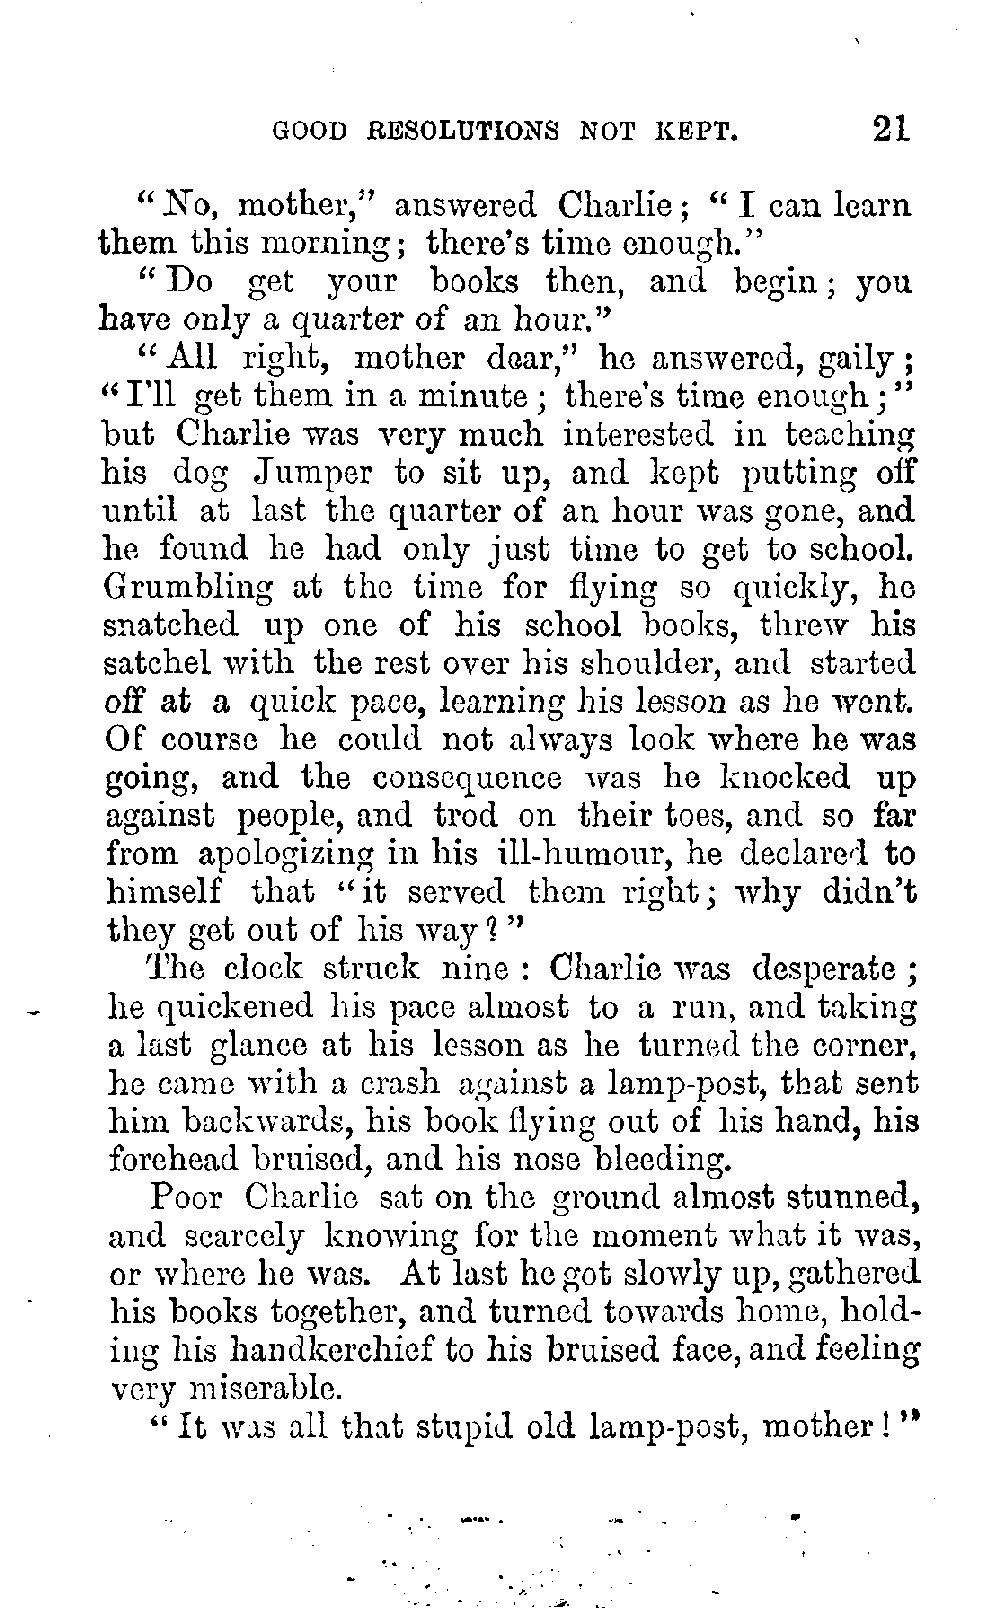 GOOD RESOLUTIONS NOT KEPT. 21
"No, mother," answered Charlie; "I can learn
them this morning; there's time enough."
"Do get your books then, and begin; you
have only a quarter of an hour."
"All right, mother dear," he answered, gaily;
"I'll get them in a minute; there's time enough;"
but Charlie was very much interested in teaching
his dog Jumper to sit up, and kept putting off
until at last the quarter of an hour was gone, and
he found he had only just time to get to school.
Grumbling at the time for flying so quickly, he
snatched up one of his school books, threw his
satchel with the rest over his shoulder, and started
off at a quick pace, learning his lesson as he went.
Of course he could not always look where he was
going, and the consequence was he knocked up
against people, and trod on their toes, and so far
from apologizing in his ill-humour, he declared to
himself that "it served them right; why didn't
they get out of his way?"
The clock struck nine: Charlie was desperate;
he quickened his pace almost to a run, and taking
a last glance at his lesson as he turned the corner,
he came with a crash against a lamp-post, that sent
him backwards, his book flying out of his hand, his
forehead bruised, and his nose bleeding.
Poor Charlie sat on the ground almost stunned,
and scarcely knowing for the moment what it was,
or where he was. At last he got slowly up, gathered
his books together, and turned towards home, hold-
ing his handkerchief to his bruised face, and feeling
very miserable.
"It was all that stupid old lamp-post, mother!"